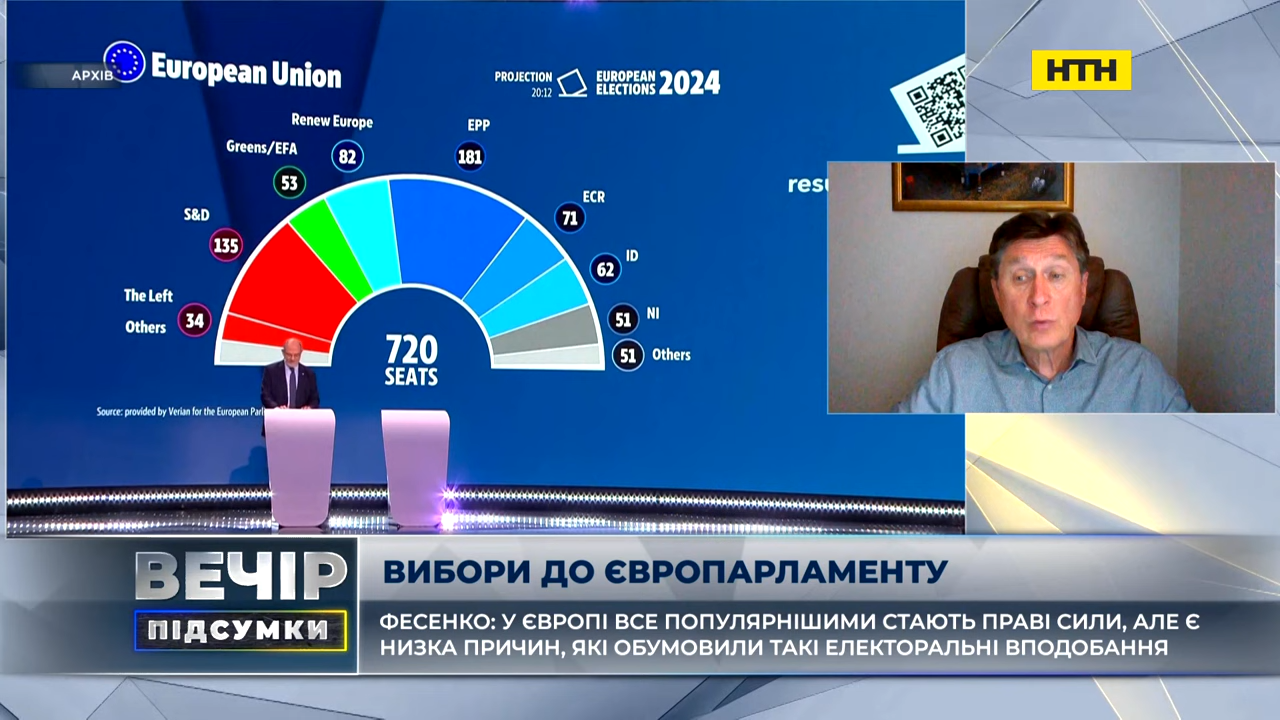 АРХІВ
European Union
PROJECTION
20:12
EUROPEAN
ELECTIONS 2024
НТН
Renew Europe
82
EPP
181
Greens/EFA
53
ECR
71
S&D
135
ID
62
The Left
Others
34
NI
51
51 Others
720
SEATS
Source: provided by Verian for the European
ВЕЧІР
ПІДСУМКИ
ВИБОРИ ДО ЄВРОПАРЛАМЕНТУ
ФЕСЕНКО: У ЄВРОПІ ВСЕ ПОПУЛЯРНІШИМИ СТАЮТЬ ПРАВІ СИЛИ, АЛЕ Є
НИЗКА ПРИЧИН, ЯКІ ОБУМОВИЛИ ТАКІ ЕЛЕКТОРАЛЬНІ ВПОДОБАННЯ